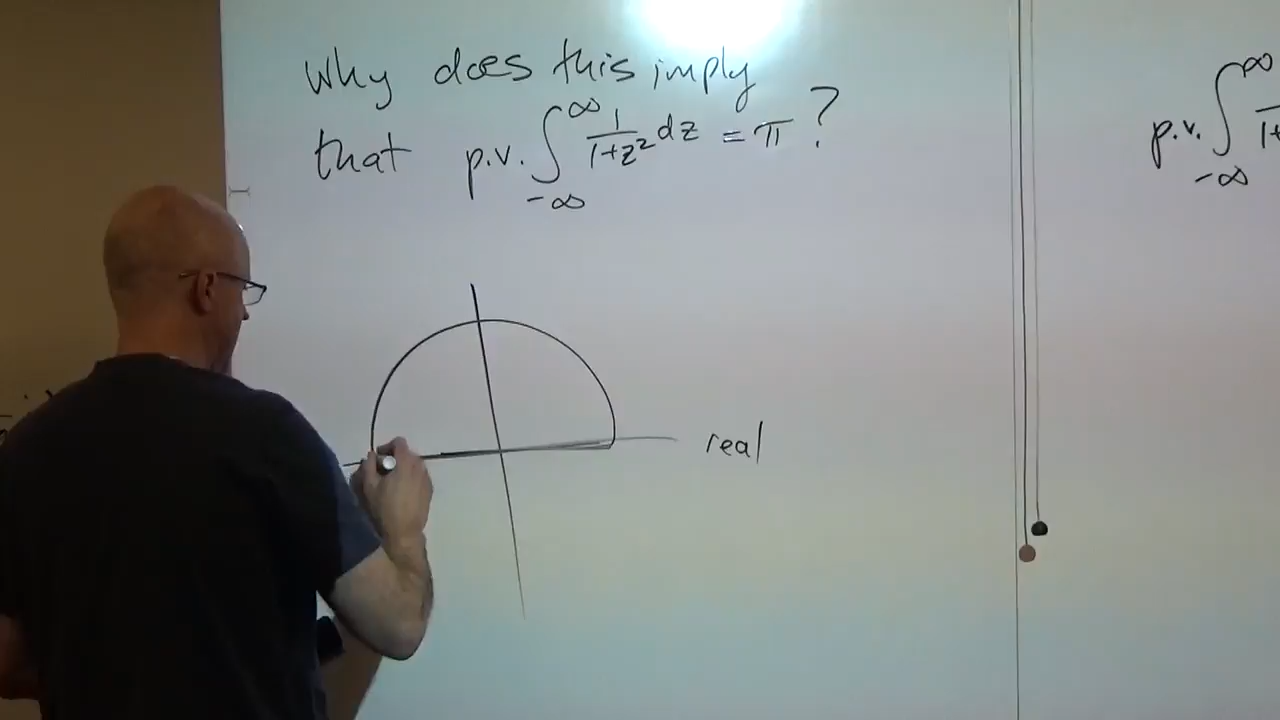 Why does this imply
that p.v. ∫_{-∞}^{∞} 1/(1+z²) dz = π ?
p.v. ∫_{-∞}^{∞} 1+
real